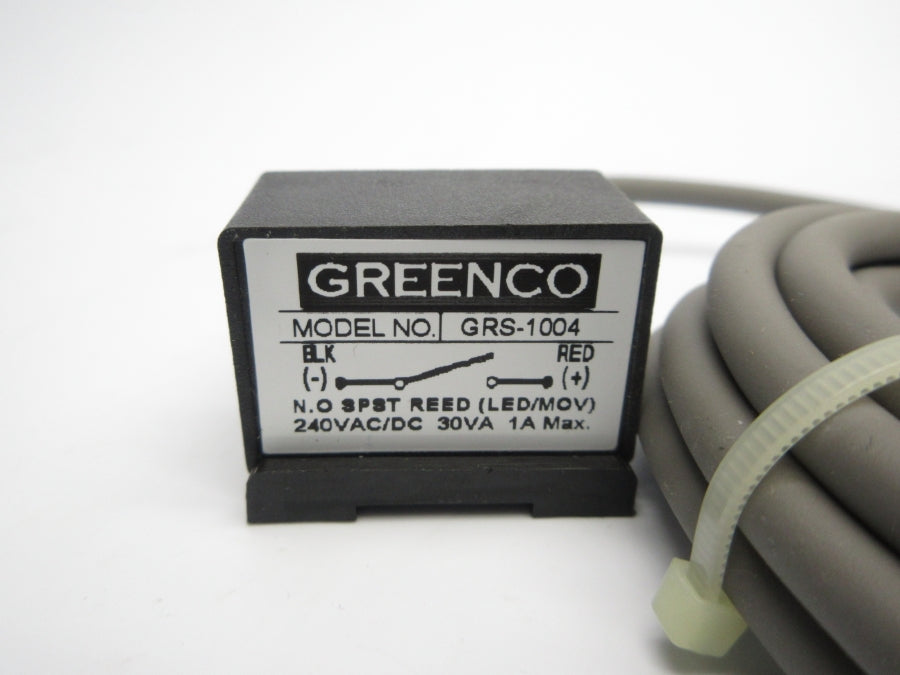 GREENCO
MODEL NO. GRS-1004
BLK RED
(-) (+)
N.O SPST REED (LED/MOV)
240VAC/DC 30VA 1A Max.